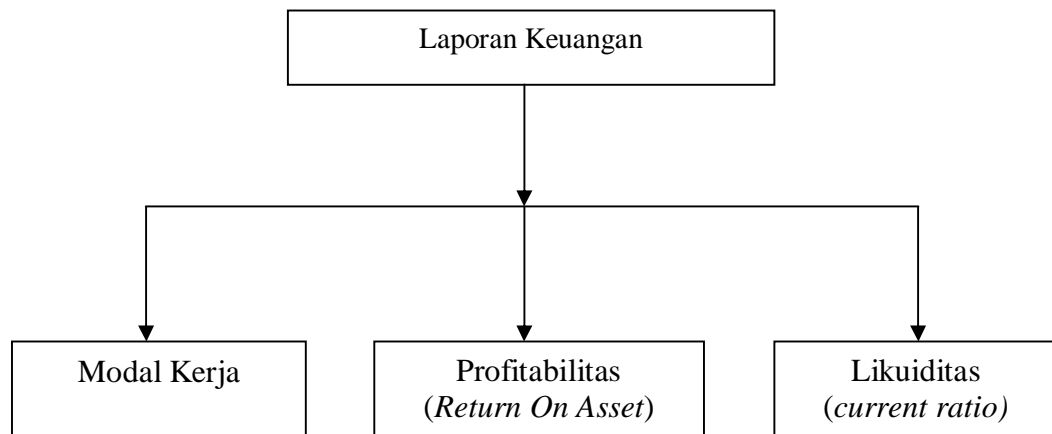 Laporan Keuangan
Modal Kerja
Profitabilitas
(Return On Asset)
Likuiditas
(current ratio)